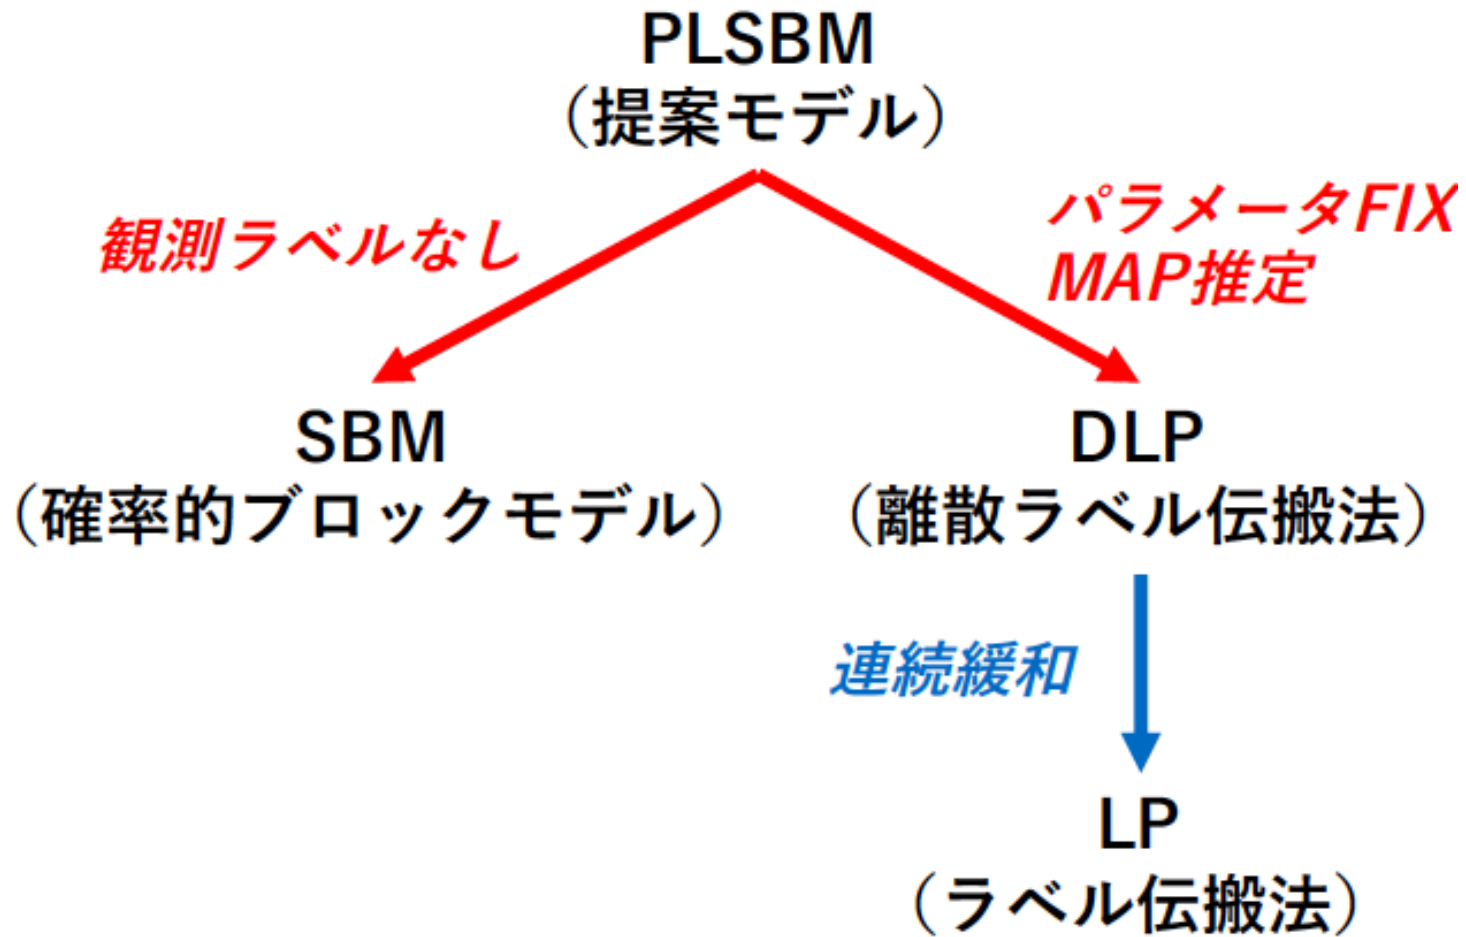 PLSBM
（提案モデル）
観測ラベルなし
パラメータFIX
MAP推定
SBM
（確率的ブロックモデル）
DLP
（離散ラベル伝搬法）
連続緩和
LP
（ラベル伝搬法）